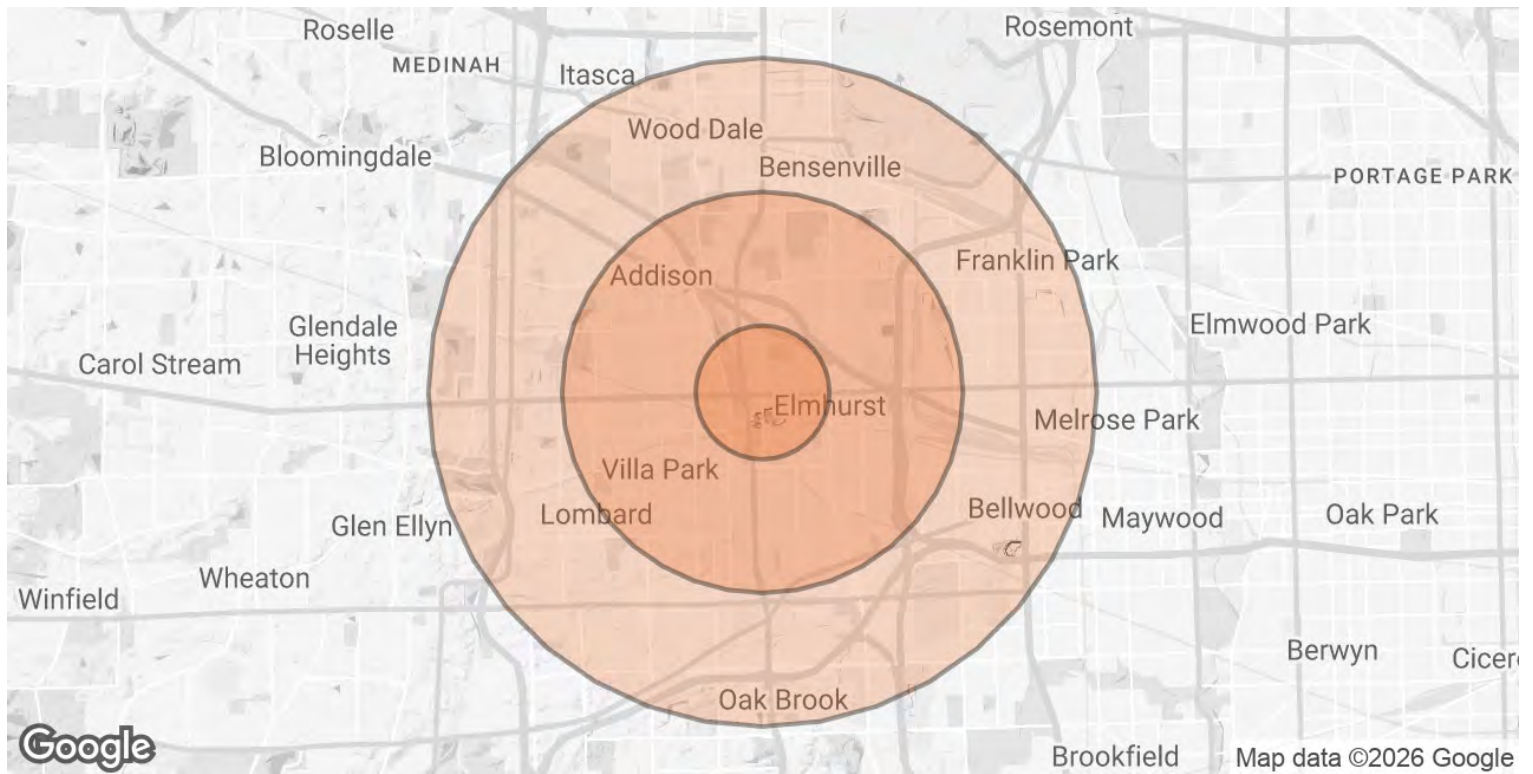 Roselle
Rosemont
MEDINAH
Itasca
Wood Dale
Bloomingdale
Bensenville
PORTAGE PARK
Addison
Franklin Park
Glendale
Heights
Elmwood Park
Carol Stream
Elmhurst
Melrose Park
Villa Park
Lombard
Bellwood
Maywood
Oak Park
Glen Ellyn
Wheaton
Winfield
Berwyn
Cicero
Oak Brook
Google
Brookfield
Map data ©2026 Google